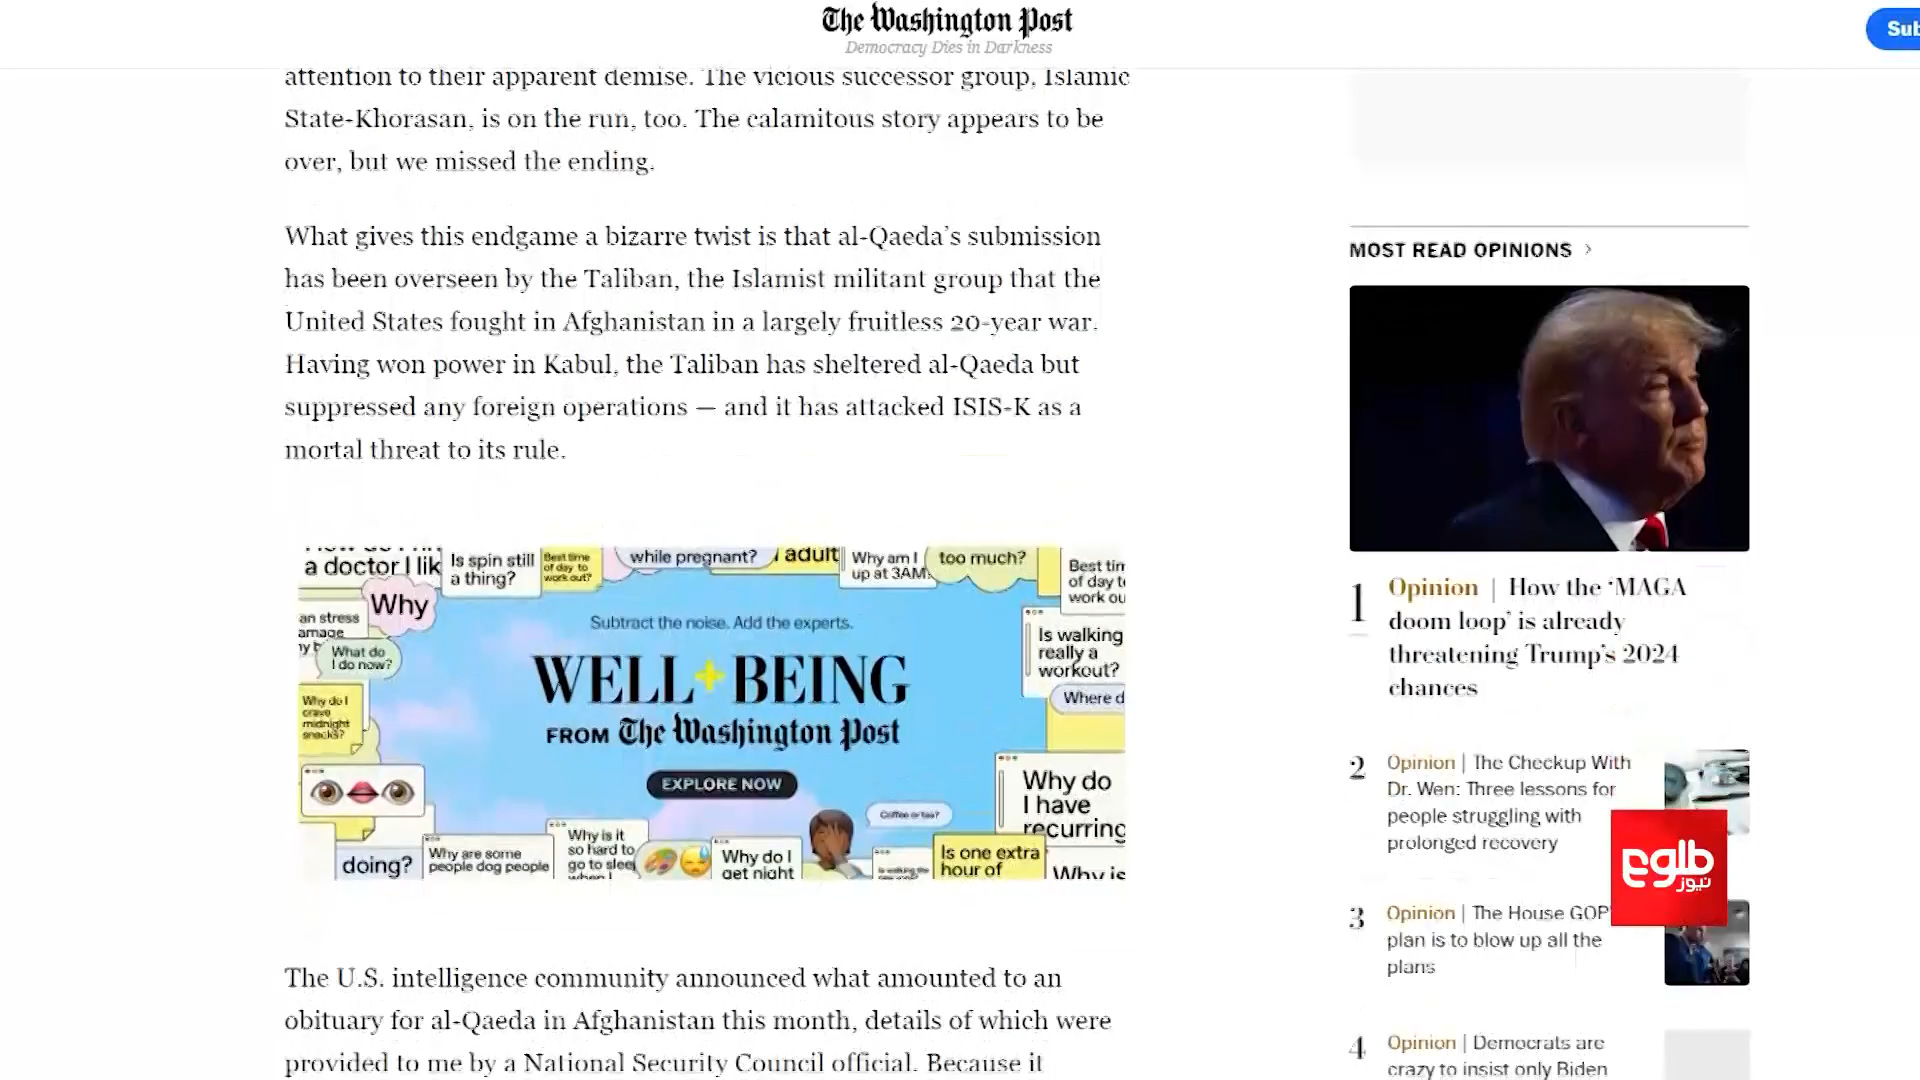 The Washington Post
Democracy Dies in Darkness
Sub
attention to their apparent demise. The vicious successor group, Islamic
State-Khorasan, is on the run, too. The calamitous story appears to be
over, but we missed the ending.
What gives this endgame a bizarre twist is that al-Qaeda’s submission
has been overseen by the Taliban, the Islamist militant group that the
United States fought in Afghanistan in a largely fruitless 20-year war.
Having won power in Kabul, the Taliban has sheltered al-Qaeda but
suppressed any foreign operations — and it has attacked ISIS-K as a
mortal threat to its rule.
a doctor I lik
Is spin still
a thing?
Best time
of day to
work out?
while pregnant?
adult
Why am I
up at 3AM
too much?
Best tim
of day to
work ou
Why
an stress
amage
What do
I do now?
Why do I
crave
midnight
snacks?
Subtract the noise. Add the experts.
WELL+BEING
FROM The Washington Post
EXPLORE NOW
Is walking
really a
workout?
Where d
Why do
I have
recurring
Coffee or tea?
doing?
Why are some
people dog people
Why is it
so hard to
go to sleep
when I
Why do I
get night
Is one extra
hour of
Why is
The U.S. intelligence community announced what amounted to an
obituary for al-Qaeda in Afghanistan this month, details of which were
provided to me by a National Security Council official. Because it
MOST READ OPINIONS >
1 Opinion | How the ‘MAGA
doom loop’ is already
threatening Trump’s 2024
chances
2 Opinion | The Checkup With
Dr. Wen: Three lessons for
people struggling with
prolonged recovery
3 Opinion | The House GOP’
plan is to blow up all the
plans
4 Opinion | Democrats are
crazy to insist only Biden
طلوع
نیوز